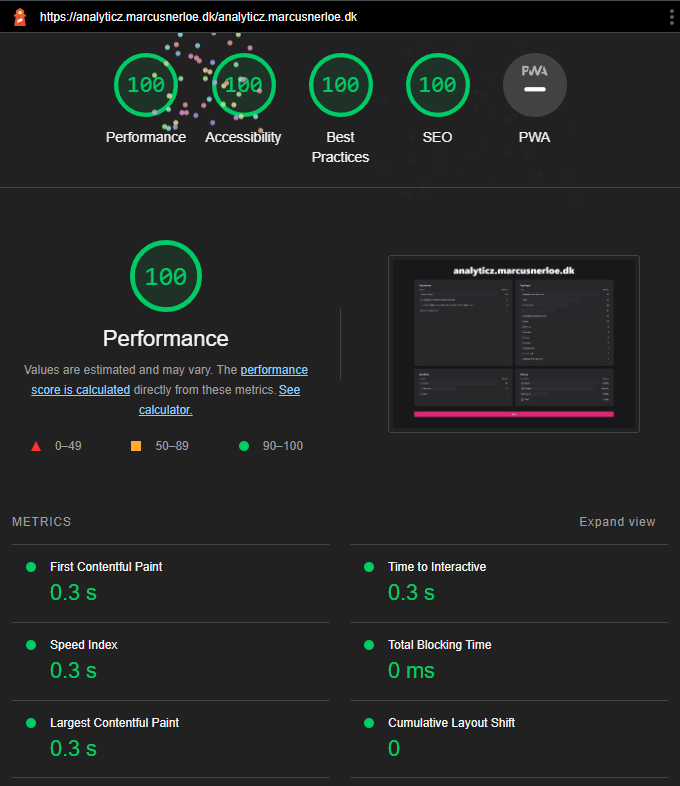 https://analyticz.marcusnerloe.dk/analyticz.marcusnerloe.dk
100 100 100 100 PWA
Performance Accessibility Best Practices SEO PWA
100
Performance
Values are estimated and may vary. The performance
score is calculated directly from these metrics. See
calculator.
0–49 50–89 90–100
analyticz.marcusnerloe.dk
METRICS Expand view
First Contentful Paint Time to Interactive
0.3 s 0.3 s
Speed Index Total Blocking Time
0.3 s 0 ms
Largest Contentful Paint Cumulative Layout Shift
0.3 s 0